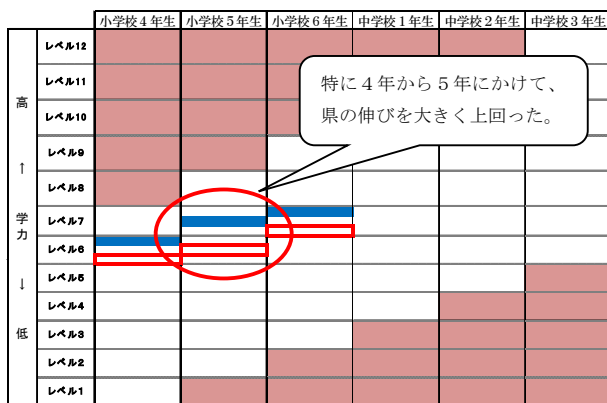 小学校４年生 小学校５年生 小学校６年生 中学校１年生 中学校２年生 中学校３年生
高
↑
学力
↓
低
レベル12
レベル11
レベル10
レベル9
レベル8
レベル7
レベル6
レベル5
レベル4
レベル3
レベル2
レベル1
特に４年から５年にかけて、
県の伸びを大きく上回った。